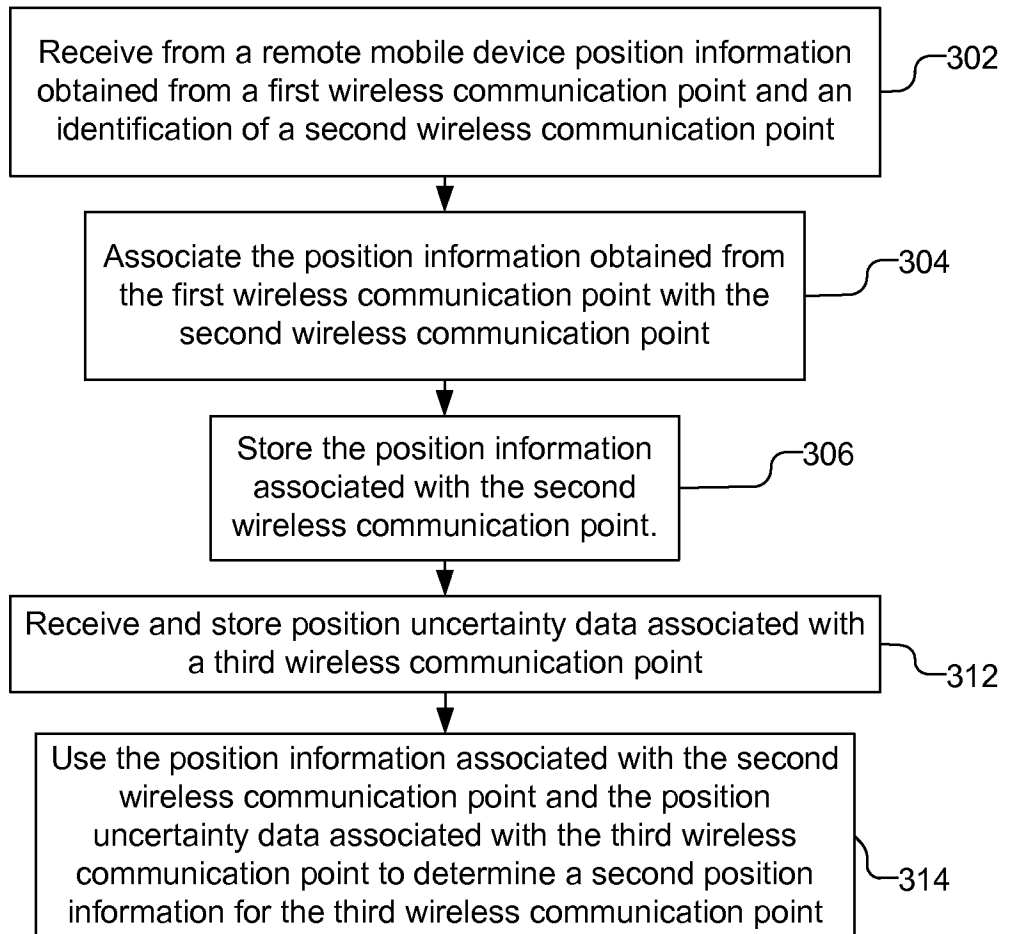 Receive from a remote mobile device position information
obtained from a first wireless communication point and an
identification of a second wireless communication point
302
Associate the position information obtained from
the first wireless communication point with the
second wireless communication point
304
Store the position information
associated with the second
wireless communication point.
306
Receive and store position uncertainty data associated with
a third wireless communication point
312
Use the position information associated with the second
wireless communication point and the position
uncertainty data associated with the third wireless
communication point to determine a second position
information for the third wireless communication point
314